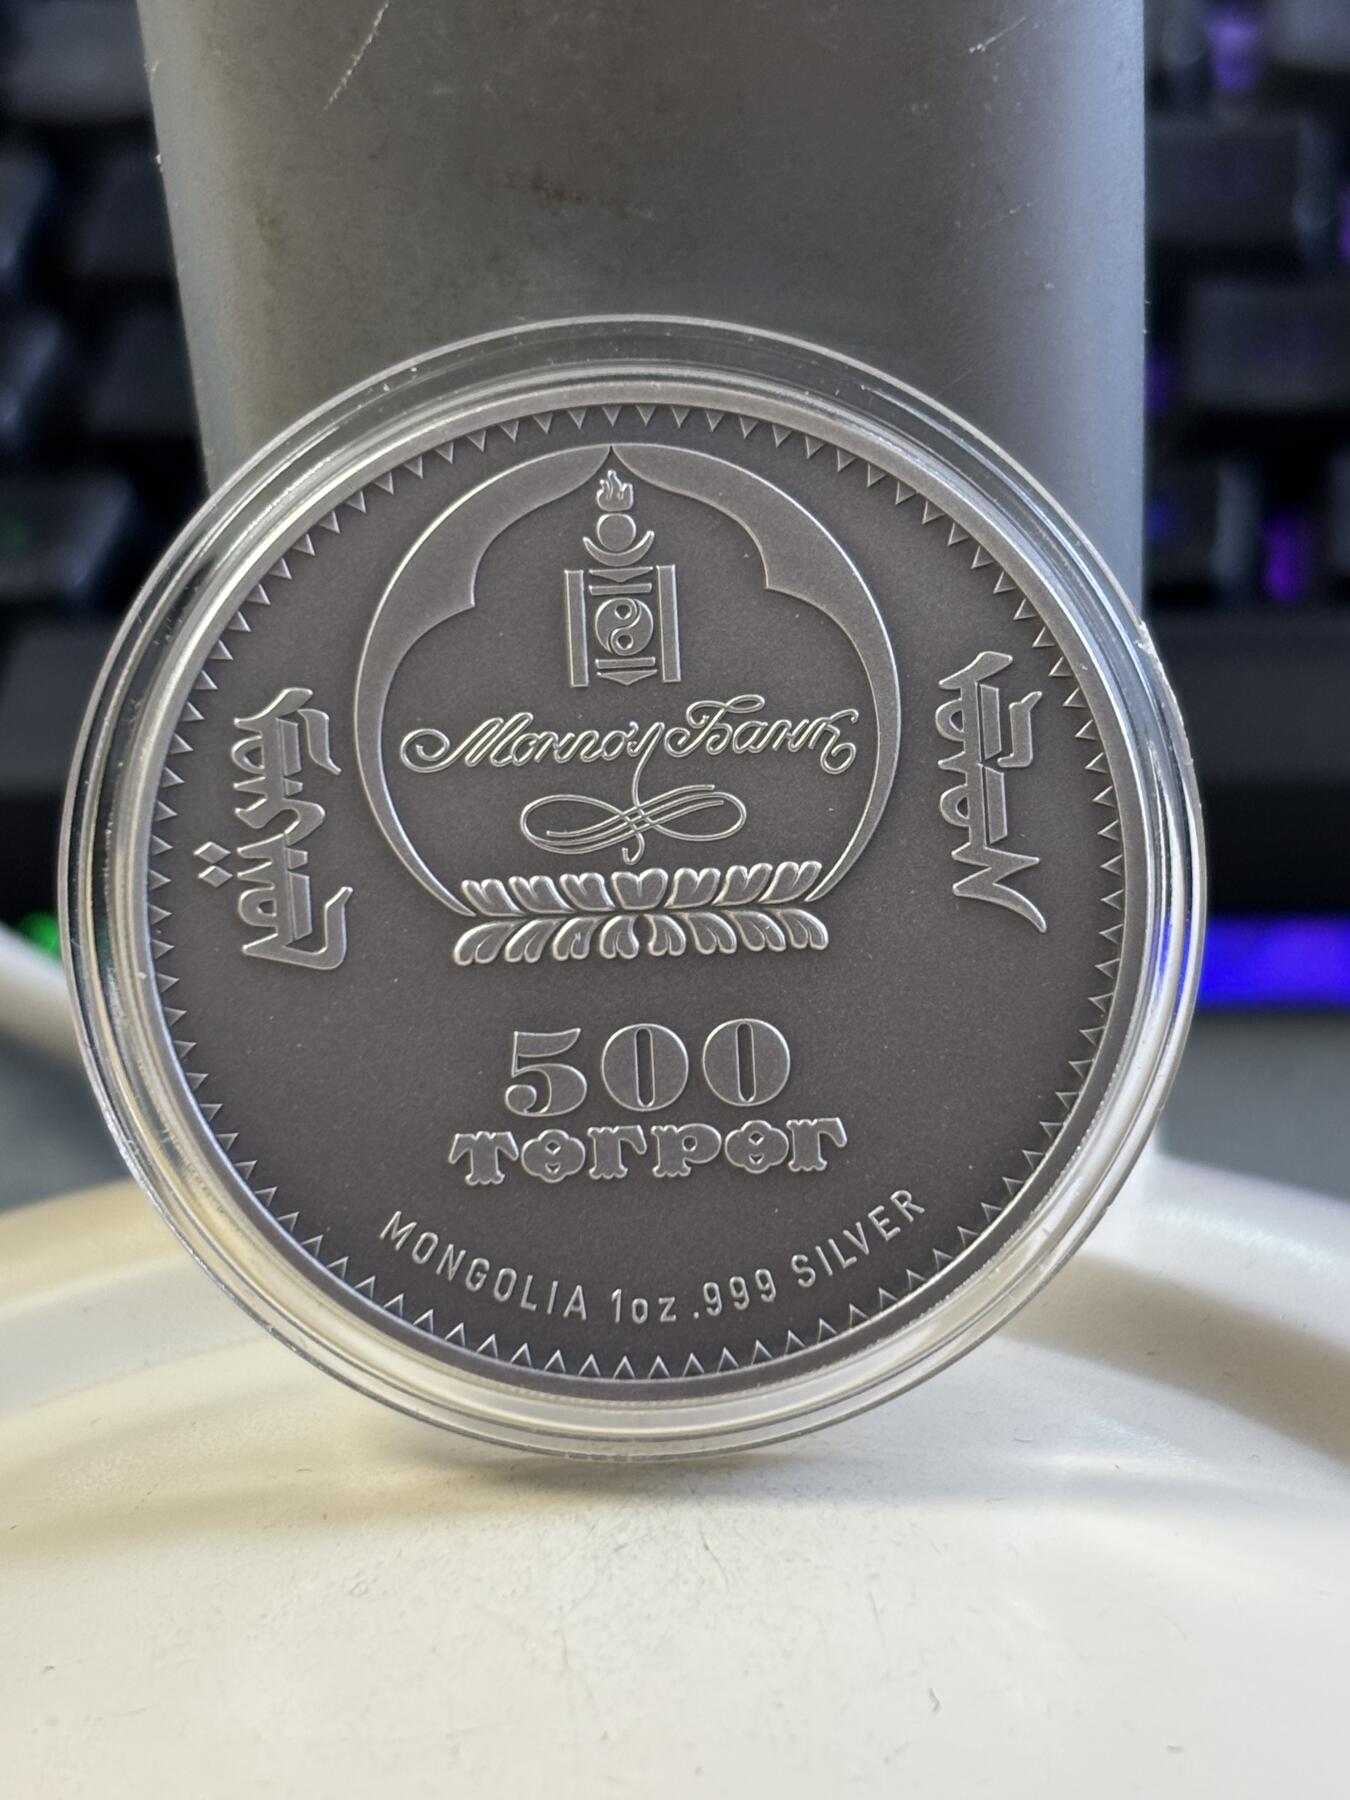 Монгол Банк
500
төгрөг
MONGOLIA 1oz .999 SILVER